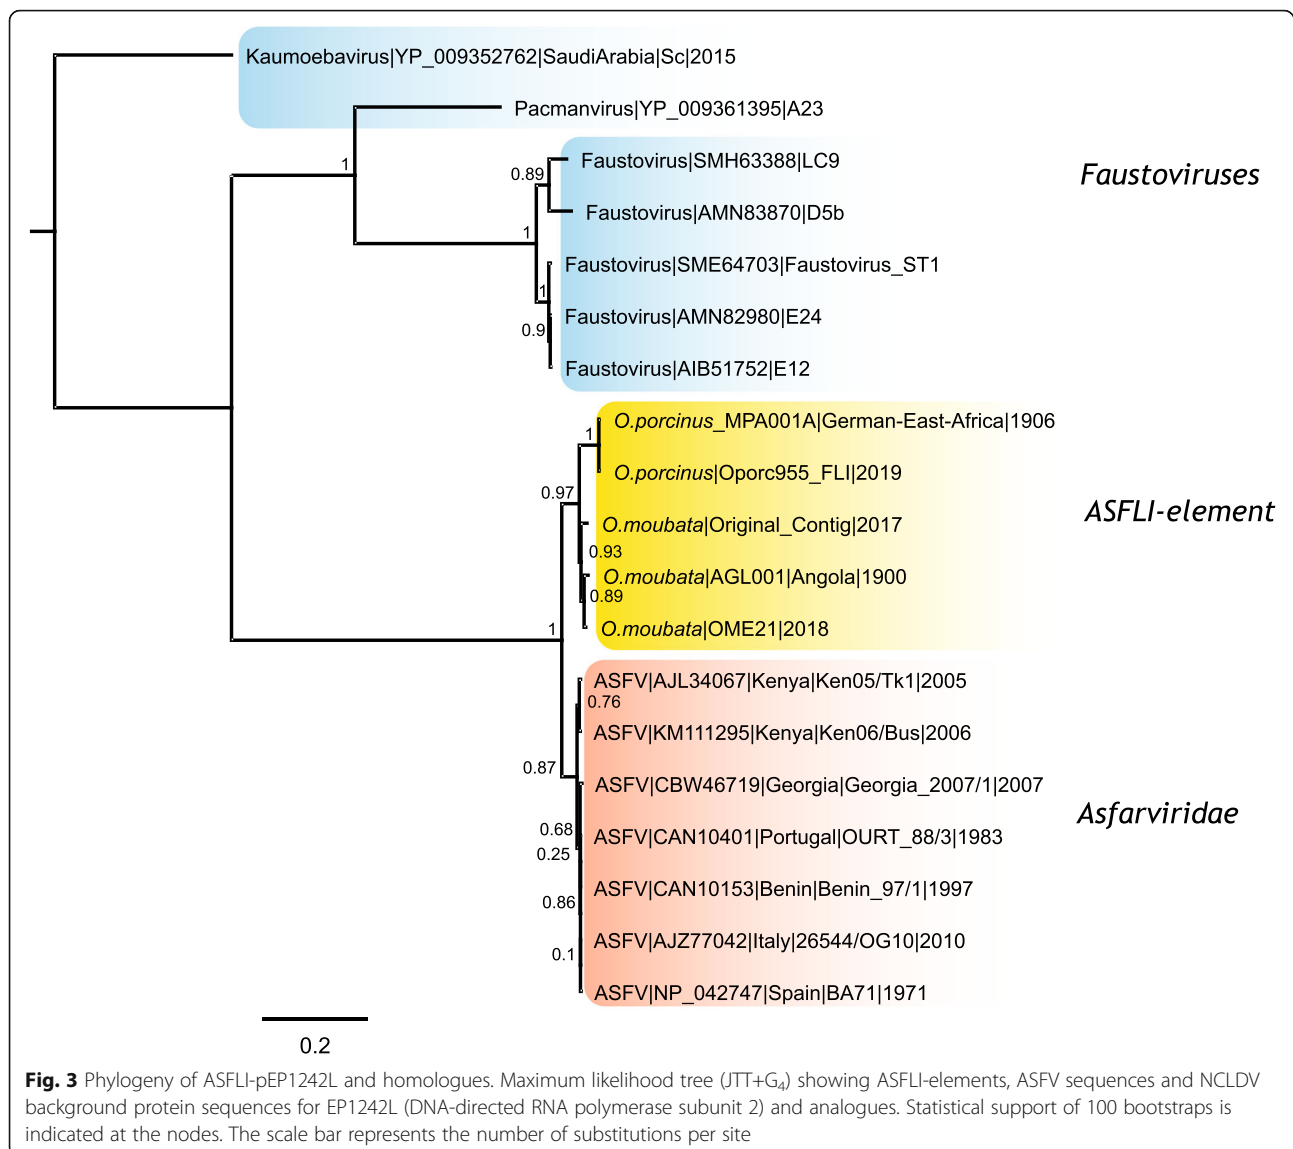 Kaumoebavirus|YP_009352762|SaudiArabia|Sc|2015
Pacmanvirus|YP_009361395|A23
1
Faustovirus|SMH63388|LC9
0.89
Faustoviruses
Faustovirus|AMN83870|D5b
1
Faustovirus|SME64703|Faustovirus_ST1
1
Faustovirus|AMN82980|E24
0.9
Faustovirus|AIB51752|E12
O.porcinus_MPA001A|German-East-Africa|1906
1
O.porcinus|Oporc955_FLI|2019
0.97
ASFLI-element
O.moubata|Original_Contig|2017
0.93
O.moubata|AGL001|Angola|1900
0.89
O.moubata|OME21|2018
1
ASFV|AJL34067|Kenya|Ken05/Tk1|2005
0.76
ASFV|KM111295|Kenya|Ken06/Bus|2006
0.87
ASFV|CBW46719|Georgia|Georgia_2007/1|2007
Asfarviridae
0.68
ASFV|CAN10401|Portugal|OURT_88/3|1983
0.25
ASFV|CAN10153|Benin|Benin_97/1|1997
0.86
ASFV|AJZ77042|Italy|26544/OG10|2010
0.1
ASFV|NP_042747|Spain|BA71|1971
0.2
Fig. 3 Phylogeny of ASFLI-pEP1242L and homologues. Maximum likelihood tree (JTT+G4) showing ASFLI-elements, ASFV sequences and NCLDV
background protein sequences for EP1242L (DNA-directed RNA polymerase subunit 2) and analogues. Statistical support of 100 bootstraps is
indicated at the nodes. The scale bar represents the number of substitutions per site